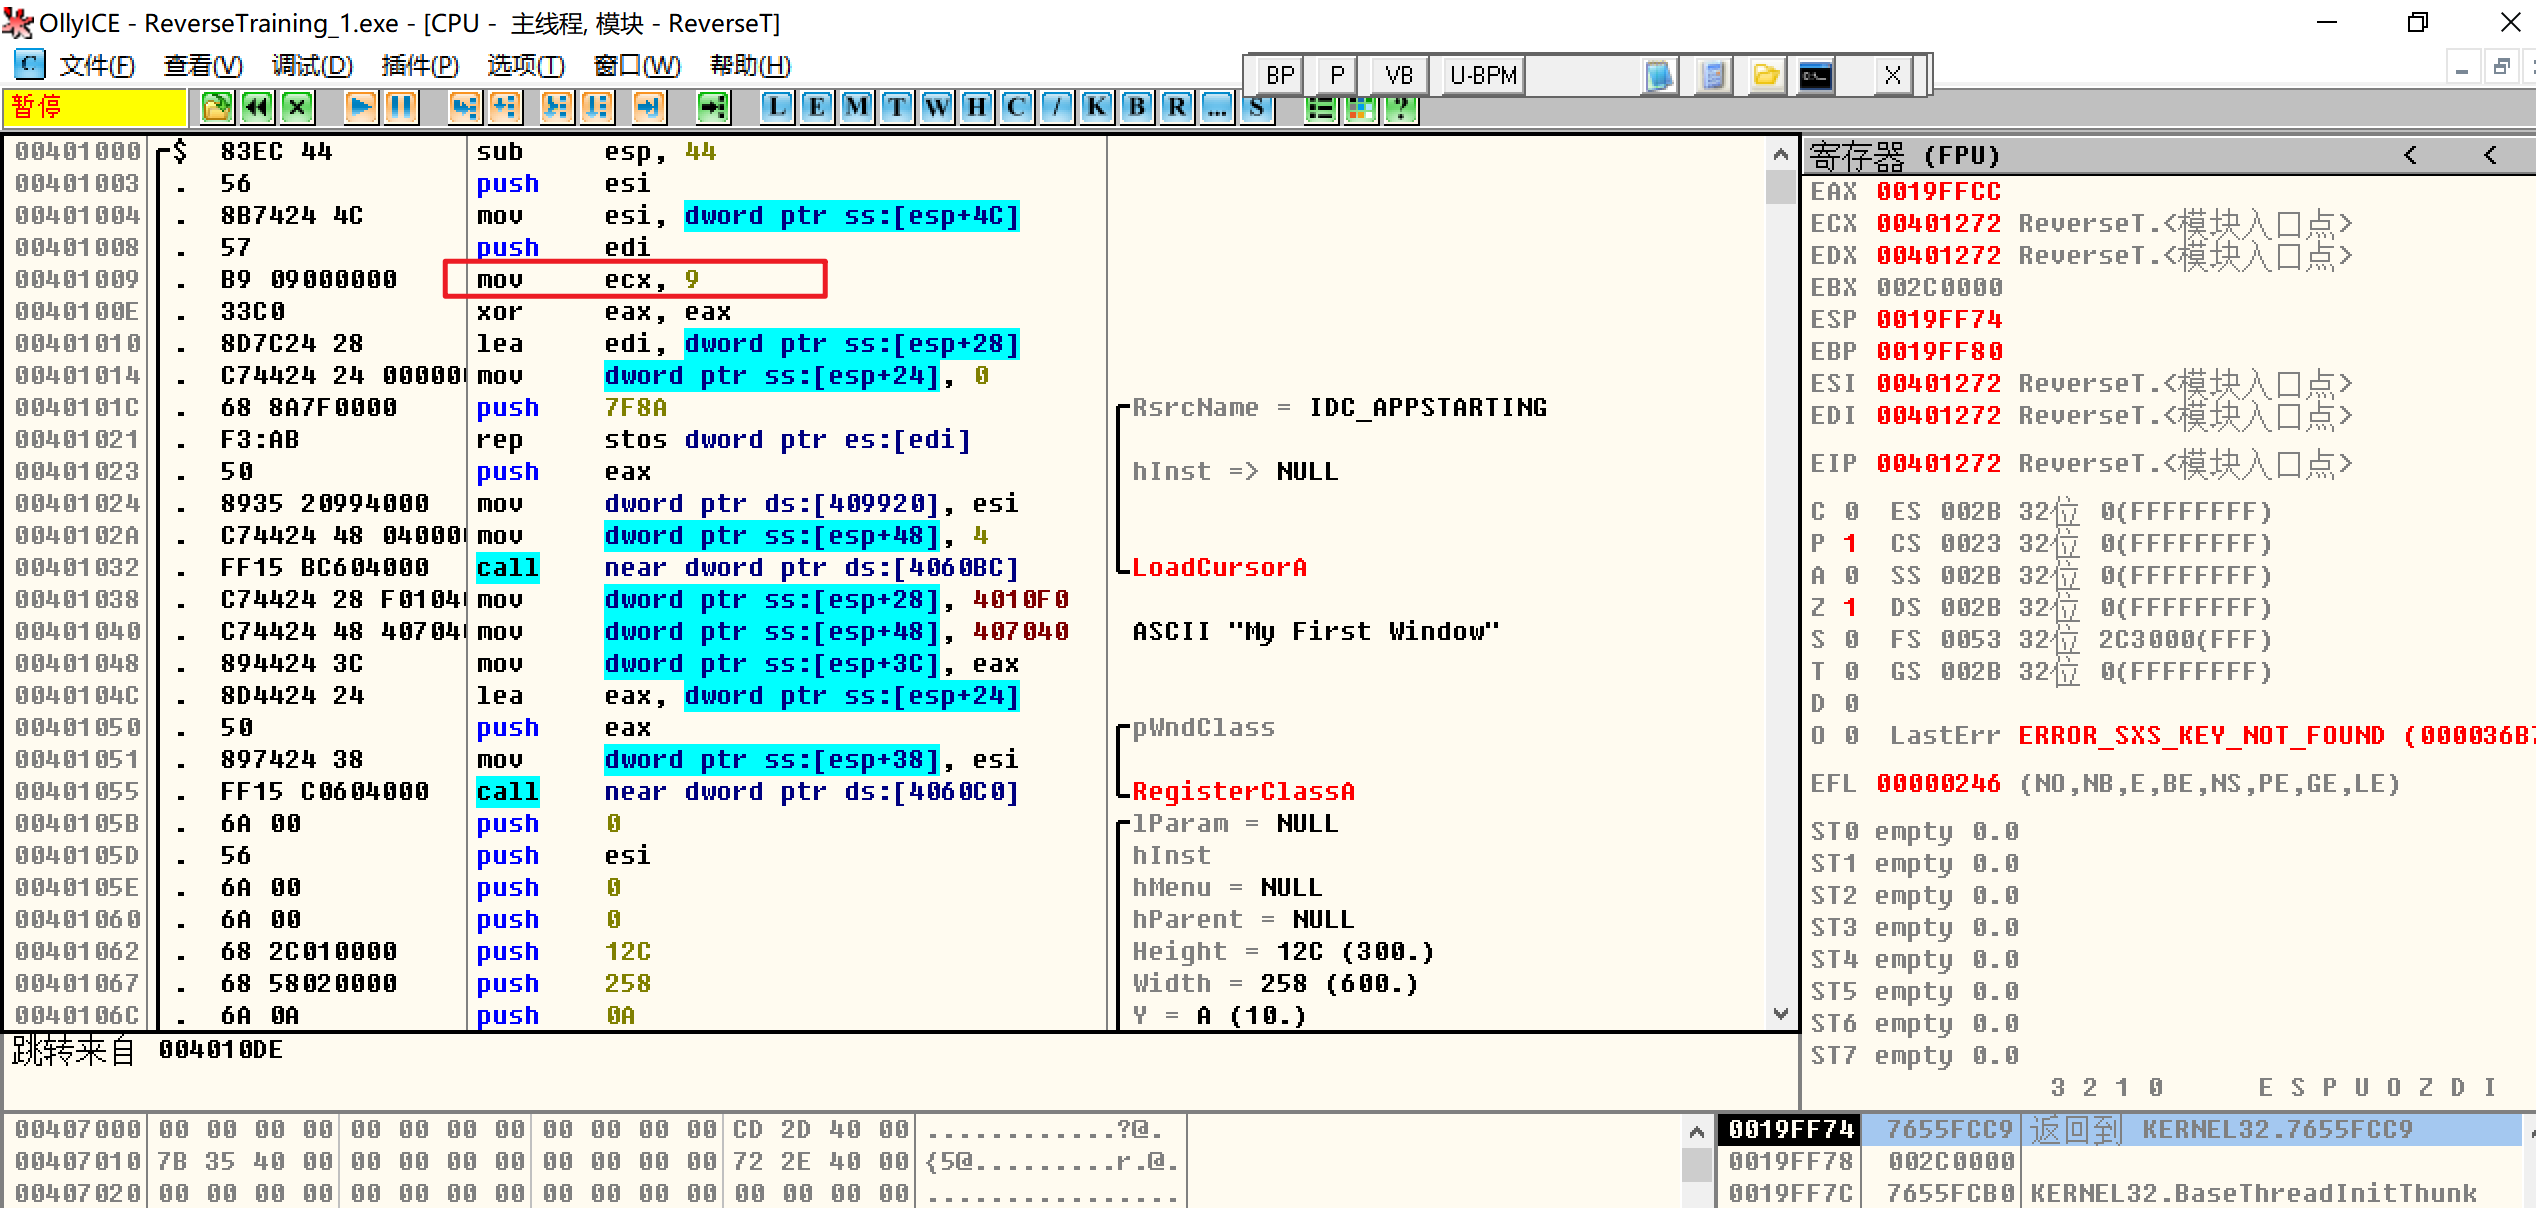 OllyICE - ReverseTraining_1.exe - [CPU -  主线程, 模块 - ReverseT]
文件(F) 查看(V) 调试(D) 插件(P) 选项(T) 窗口(W) 帮助(H)
BP P VB U-BPM X
暂停 L E M T W H C / K B R ... S ?
00401000 $ 83EC 44 sub esp, 44
00401003 . 56 push esi
00401004 . 8B7424 4C mov esi, dword ptr ss:[esp+4C]
00401008 . 57 push edi
00401009 . B9 09000000 mov ecx, 9
0040100E . 33C0 xor eax, eax
00401010 . 8D7C24 28 lea edi, dword ptr ss:[esp+28]
00401014 . C74424 24 00000 mov dword ptr ss:[esp+24], 0
0040101C . 68 8A7F0000 push 7F8A RsrcName = IDC_APPSTARTING
00401021 . F3:AB rep stos dword ptr es:[edi]
00401023 . 50 push eax hInst => NULL
00401024 . 8935 20994000 mov dword ptr ds:[409920], esi
0040102A . C74424 48 04000 mov dword ptr ss:[esp+48], 4
00401032 . FF15 BC604000 call near dword ptr ds:[4060BC] LoadCursorA
00401038 . C74424 28 F0104 mov dword ptr ss:[esp+28], 4010F0
00401040 . C74424 48 40704 mov dword ptr ss:[esp+48], 407040 ASCII "My First Window"
00401048 . 894424 3C mov dword ptr ss:[esp+3C], eax
0040104C . 8D4424 24 lea eax, dword ptr ss:[esp+24]
00401050 . 50 push eax pWndClass
00401051 . 897424 38 mov dword ptr ss:[esp+38], esi
00401055 . FF15 C0604000 call near dword ptr ds:[4060C0] RegisterClassA
0040105B . 6A 00 push 0 lParam = NULL
0040105D . 56 push esi hInst
0040105E . 6A 00 push 0 hMenu = NULL
00401060 . 6A 00 push 0 hParent = NULL
00401062 . 68 2C010000 push 12C Height = 12C (300.)
00401067 . 68 58020000 push 258 Width = 258 (600.)
0040106C . 6A 0A push 0A Y = A (10.)
跳转来自 004010DE
寄存器 (FPU) < <
EAX 0019FFCC
ECX 00401272 ReverseT.<模块入口点>
EDX 00401272 ReverseT.<模块入口点>
EBX 002C0000
ESP 0019FF74
EBP 0019FF80
ESI 00401272 ReverseT.<模块入口点>
EDI 00401272 ReverseT.<模块入口点>
EIP 00401272 ReverseT.<模块入口点>
C 0 ES 002B 32位 0(FFFFFFFF)
P 1 CS 0023 32位 0(FFFFFFFF)
A 0 SS 002B 32位 0(FFFFFFFF)
Z 1 DS 002B 32位 0(FFFFFFFF)
S 0 FS 0053 32位 2C3000(FFF)
T 0 GS 002B 32位 0(FFFFFFFF)
D 0
O 0 LastErr ERROR_SXS_KEY_NOT_FOUND (000036B7
EFL 00000246 (NO,NB,E,BE,NS,PE,GE,LE)
ST0 empty 0.0
ST1 empty 0.0
ST2 empty 0.0
ST3 empty 0.0
ST4 empty 0.0
ST5 empty 0.0
ST6 empty 0.0
ST7 empty 0.0
3 2 1 0 E S P U O Z D I
00407000 00 00 00 00 00 00 00 00 00 00 00 00 CD 2D 40 00 ............?@.
00407010 7B 35 40 00 00 00 00 00 00 00 00 00 72 2E 40 00 {5@.........r.@.
00407020 00 00 00 00 00 00 00 00 00 00 00 00 00 00 00 00 ................
0019FF74 7655FCC9 返回到 KERNEL32.7655FCC9
0019FF78 002C0000
0019FF7C 7655FCB0 KERNEL32.BaseThreadInitThunk